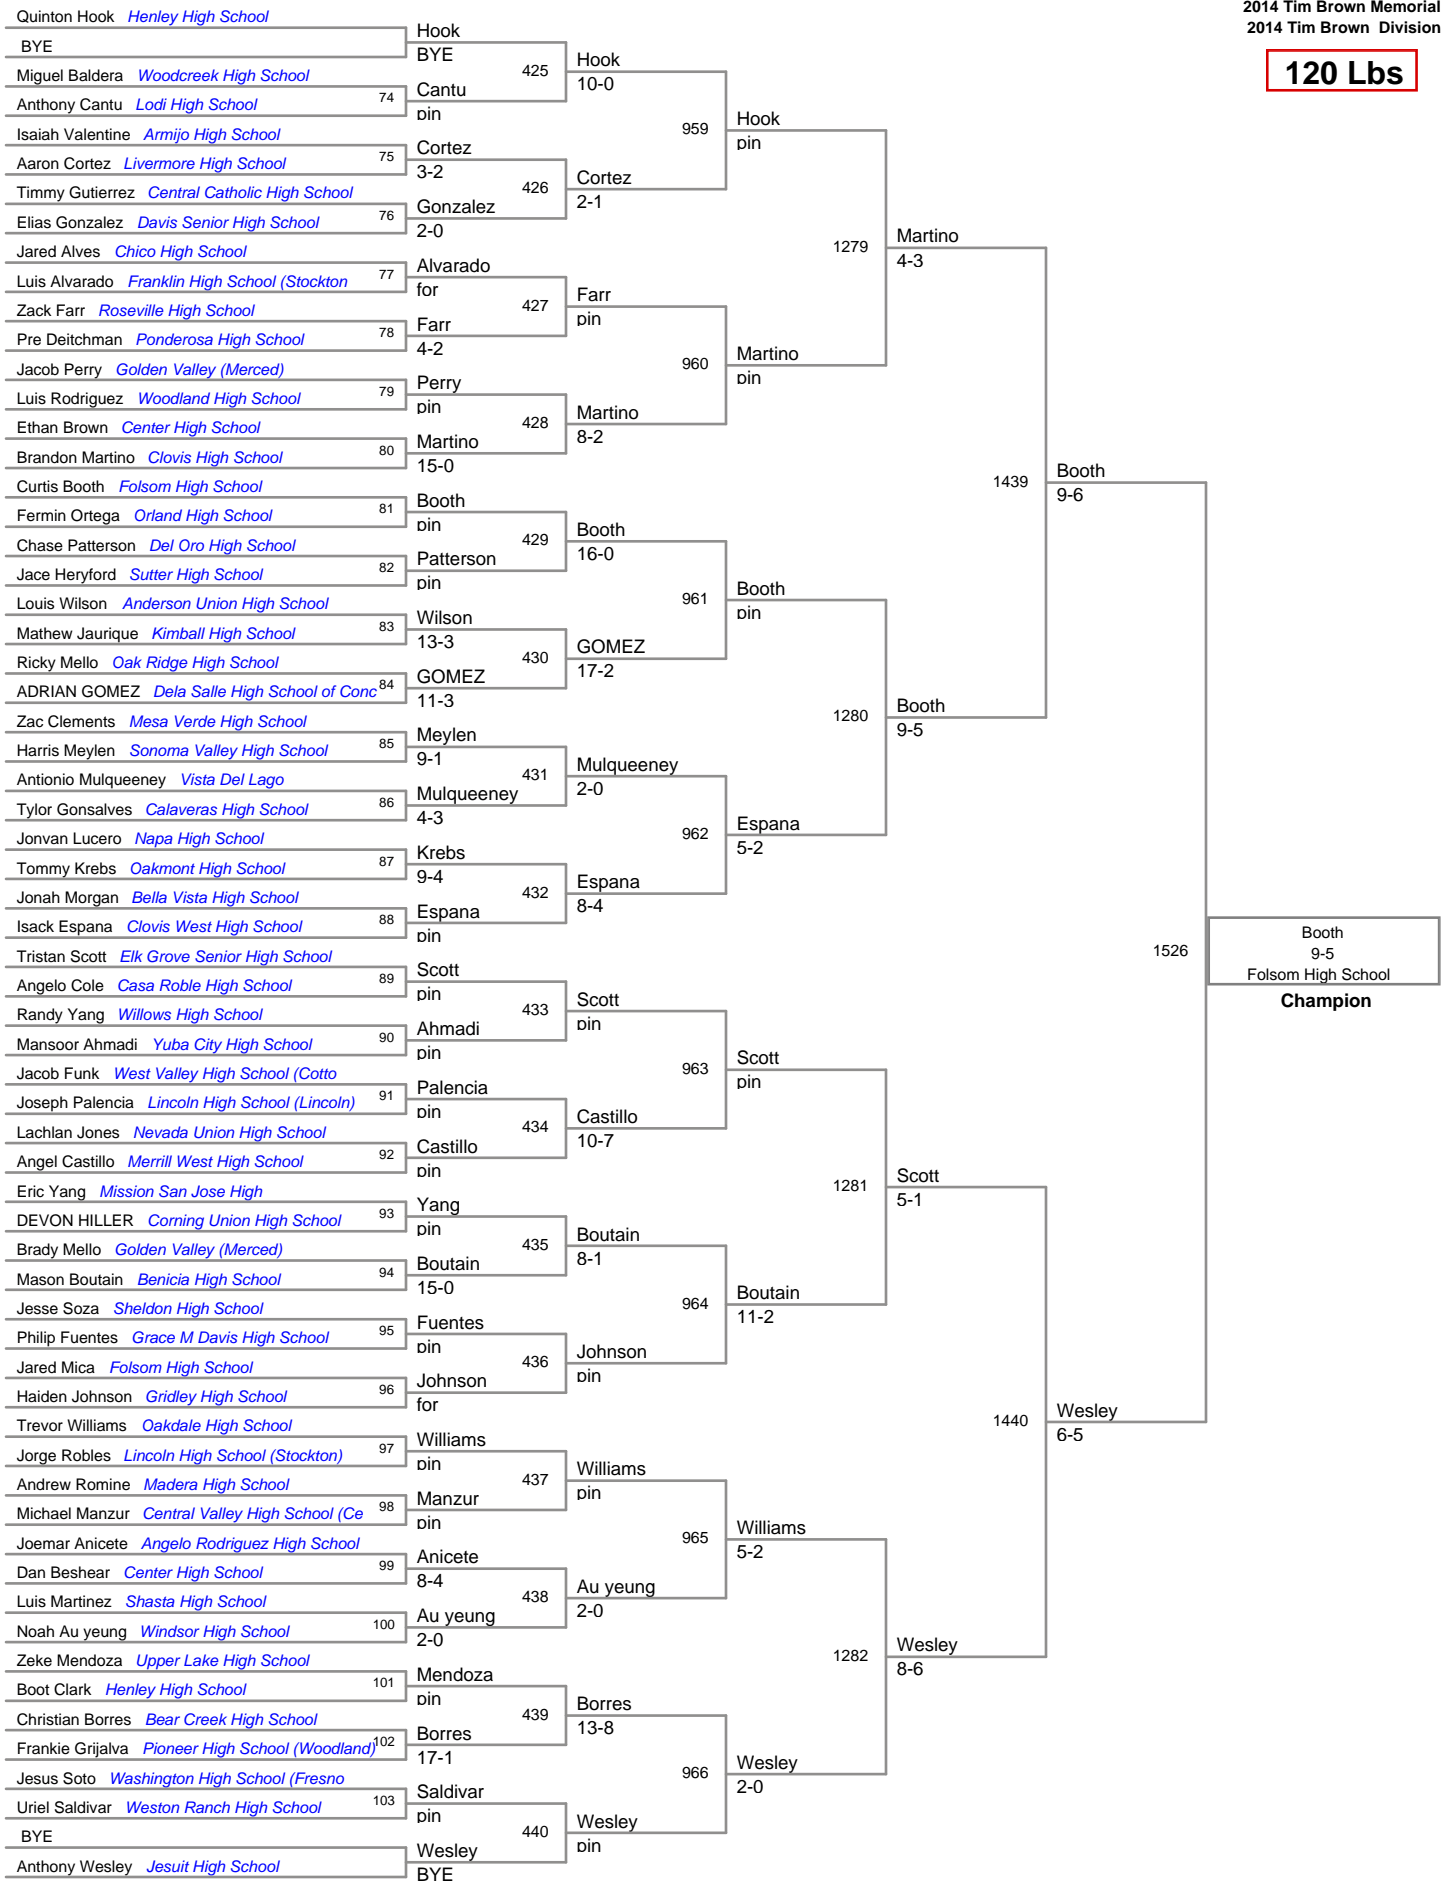 2014 Tim Brown Memorial
2014 Tim Brown Division
120 Lbs
Quinton Hook Henley High School
BYE
Miguel Baldera Woodcreek High School
Anthony Cantu Lodi High School
Isaiah Valentine Armijo High School
Aaron Cortez Livermore High School
Timmy Gutierrez Central Catholic High School
Elias Gonzalez Davis Senior High School
Jared Alves Chico High School
Luis Alvarado Franklin High School (Stockton
Zack Farr Roseville High School
Pre Deitchman Ponderosa High School
Jacob Perry Golden Valley (Merced)
Luis Rodriguez Woodland High School
Ethan Brown Center High School
Brandon Martino Clovis High School
Curtis Booth Folsom High School
Fermin Ortega Orland High School
Chase Patterson Del Oro High School
Jace Heryford Sutter High School
Louis Wilson Anderson Union High School
Mathew Jaurique Kimball High School
Ricky Mello Oak Ridge High School
ADRIAN GOMEZ Dela Salle High School of Conc
Zac Clements Mesa Verde High School
Harris Meylen Sonoma Valley High School
Antionio Mulqueeney Vista Del Lago
Tylor Gonsalves Calaveras High School
Jonvan Lucero Napa High School
Tommy Krebs Oakmont High School
Jonah Morgan Bella Vista High School
Isack Espana Clovis West High School
Tristan Scott Elk Grove Senior High School
Angelo Cole Casa Roble High School
Randy Yang Willows High School
Mansoor Ahmadi Yuba City High School
Jacob Funk West Valley High School (Cotto
Joseph Palencia Lincoln High School (Lincoln)
Lachlan Jones Nevada Union High School
Angel Castillo Merrill West High School
Eric Yang Mission San Jose High
DEVON HILLER Corning Union High School
Brady Mello Golden Valley (Merced)
Mason Boutain Benicia High School
Jesse Soza Sheldon High School
Philip Fuentes Grace M Davis High School
Jared Mica Folsom High School
Haiden Johnson Gridley High School
Trevor Williams Oakdale High School
Jorge Robles Lincoln High School (Stockton)
Andrew Romine Madera High School
Michael Manzur Central Valley High School (Ce
Joemar Anicete Angelo Rodriguez High School
Dan Beshear Center High School
Luis Martinez Shasta High School
Noah Au yeung Windsor High School
Zeke Mendoza Upper Lake High School
Boot Clark Henley High School
Christian Borres Bear Creek High School
Frankie Grijalva Pioneer High School (Woodland)
Jesus Soto Washington High School (Fresno
Uriel Saldivar Weston Ranch High School
BYE
Anthony Wesley Jesuit High School
74
75
76
77
78
79
80
81
82
83
84
85
86
87
88
89
90
91
92
93
94
95
96
97
98
99
100
101
102
103
Hook
BYE
Cantu
pin
Cortez
3-2
Gonzalez
2-0
Alvarado
for
Farr
4-2
Perry
pin
Martino
15-0
Booth
pin
Patterson
pin
Wilson
13-3
GOMEZ
11-3
Meylen
9-1
Mulqueeney
4-3
Krebs
9-4
Espana
pin
Scott
pin
Ahmadi
pin
Palencia
pin
Castillo
pin
Yang
pin
Boutain
15-0
Fuentes
pin
Johnson
for
Williams
pin
Manzur
pin
Anicete
8-4
Au yeung
2-0
Mendoza
pin
Borres
17-1
Saldivar
pin
Wesley
BYE
425
426
427
428
429
430
431
432
433
434
435
436
437
438
439
440
Hook
10-0
Cortez
2-1
Farr
pin
Martino
8-2
Booth
16-0
GOMEZ
17-2
Mulqueeney
2-0
Espana
8-4
Scott
pin
Castillo
10-7
Boutain
8-1
Johnson
pin
Williams
pin
Au yeung
2-0
Borres
13-8
Wesley
pin
959
960
961
962
963
964
965
966
Hook
pin
Martino
pin
Booth
pin
Espana
5-2
Scott
pin
Boutain
11-2
Williams
5-2
Wesley
2-0
1279
1280
1281
1282
Martino
4-3
Booth
9-5
Scott
5-1
Wesley
8-6
1439
1440
Booth
9-6
Wesley
6-5
1526
Booth
9-5
Folsom High School
Champion